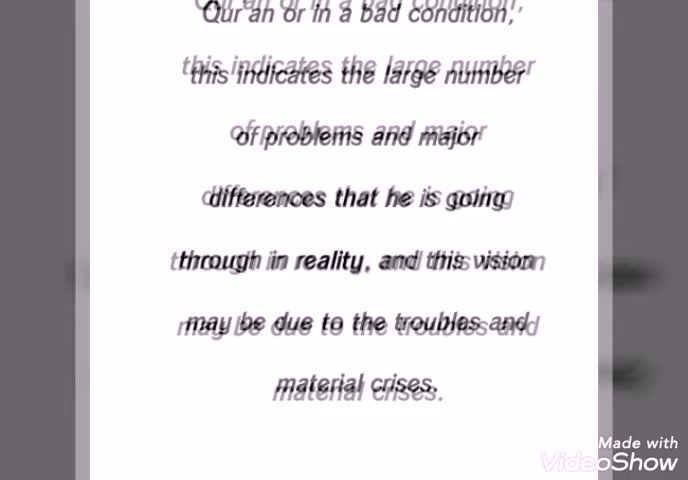 Qur an or in a bad condition,
this indicates the large number
of problems and major
differences that he is going
through in reality, and this vision
may be due to the troubles and
material crises.
Made with
VideoShow